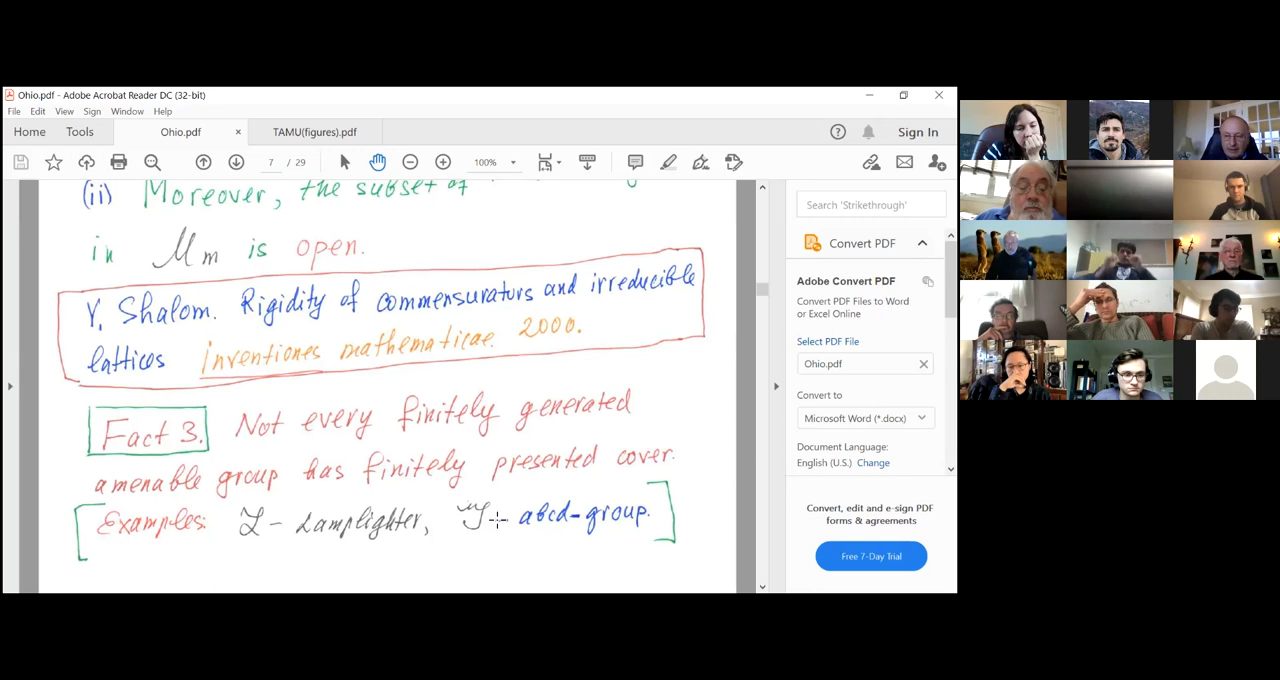 Ohio.pdf - Adobe Acrobat Reader DC (32-bit)
File Edit View Window Sign Help
Home Tools Ohio.pdf × TAMU(figures).pdf Sign In
7 / 29 100%
(ii) Moreover, the subset of
in Mm is open.
Y. Shalom. Rigidity of commensurators and irreducible
lattices inventiones mathematicae. 2000.
Fact 3. Not every finitely generated
amenable group has finitely presented cover.
Examples: L - Lamplighter, abcd-group.
Search 'Strikethrough'
Convert PDF
Adobe Convert PDF
Convert PDF Files to Word
or Excel Online
Select PDF File
Ohio.pdf
Convert to
Microsoft Word (*.docx)
Document Language:
English (U.S.) Change
Convert, edit and e-sign PDF
forms & agreements
Free 7-Day Trial